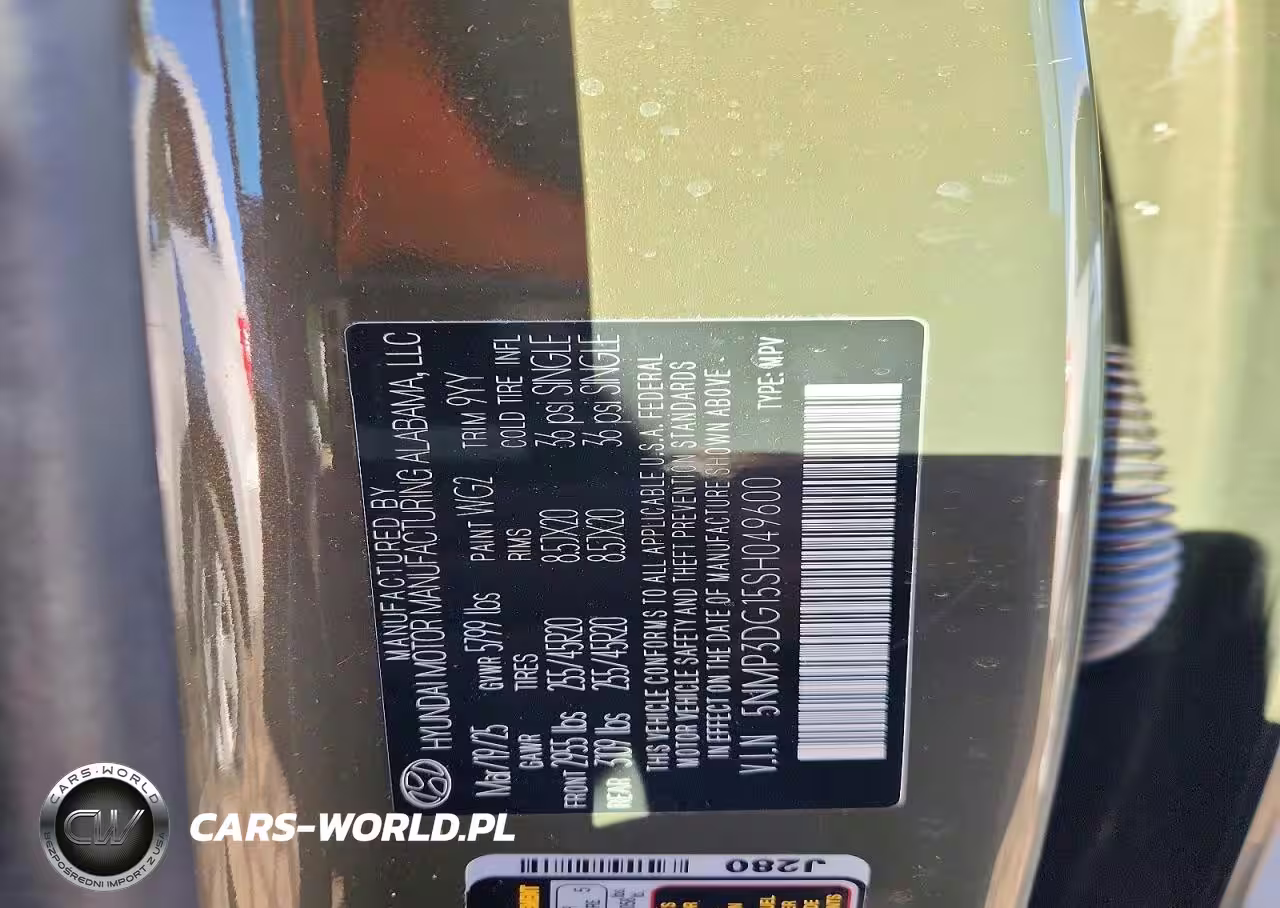 MANUFACTURED BY
HYUNDAI MOTOR MANUFACTURING ALABAMA, LLC
Mar/19/25 GVWR 5799 lbs PAINT WG2 TRIM 9YY
GAWR TIRES RIMS COLD TIRE INFL
FRONT 2955 lbs 255/45R20 8.5JX20 36 psi SINGLE
REAR 3109 lbs 255/45R20 8.5JX20 36 psi SINGLE
THIS VEHICLE CONFORMS TO ALL APPLICABLE U.S.A. FEDERAL
MOTOR VEHICLE SAFETY AND THEFT PREVENTION STANDARDS
IN EFFECT ON THE DATE OF MANUFACTURE SHOWN ABOVE.
V.I.N 5NMP3DG15SH049600 TYPE: MPV
J280
CARS-WORLD
CW
BEZPOŚREDNI IMPORT Z USA
CARS-WORLD.PL